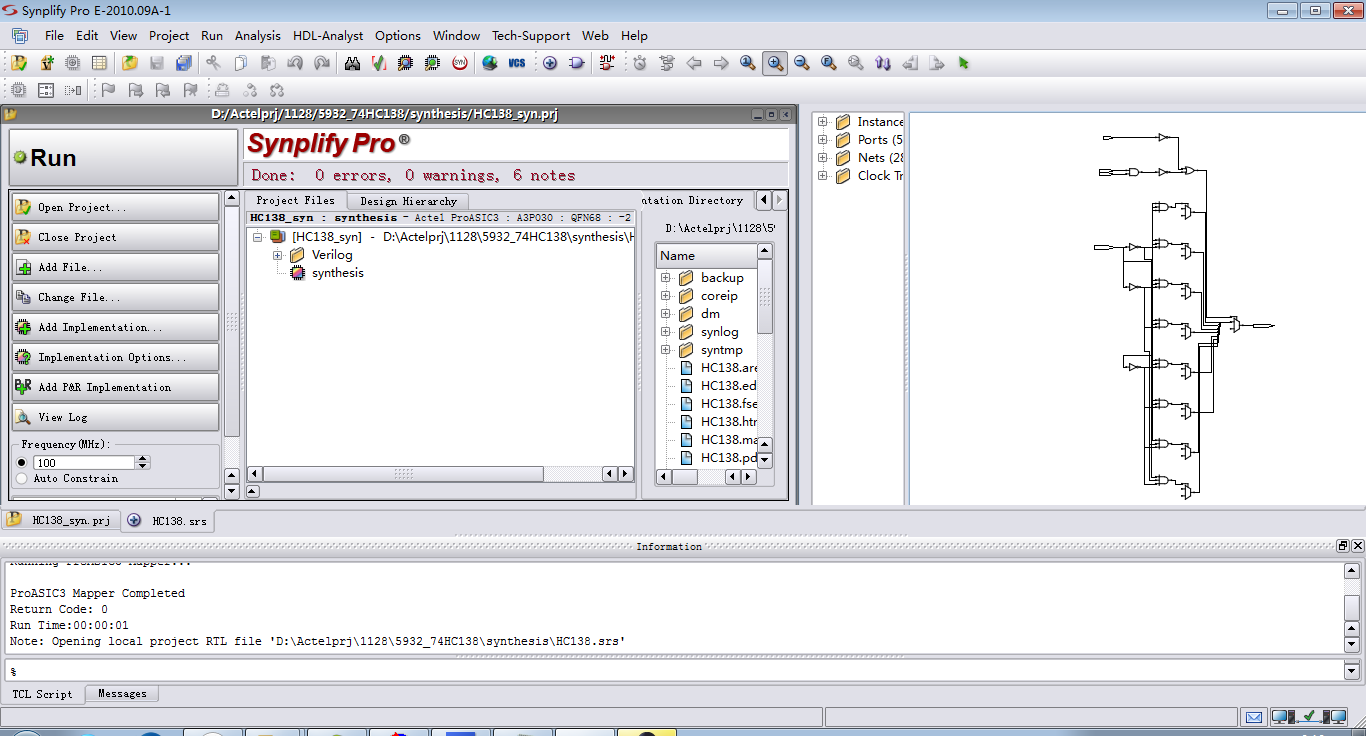 Synplify Pro E-2010.09A-1
File Edit View Project Run Analysis HDL-Analyst Options Window Tech-Support Web Help
SYN VCS
D:/Actelprj/1128/5932_74HC138/synthesis/HC138_syn.prj
Run
Synplify Pro®
Done: 0 errors, 0 warnings, 6 notes
Open Project...
Close Project
Add File...
Change File...
Add Implementation...
Implementation Options...
Add P&R Implementation
View Log
Frequency(MHz):
100
Auto Constrain
Project Files Design Hierarchy
HC138_syn : synthesis - Actel ProASIC3 : A3P030 : QFN68 : -2
[HC138_syn] - D:\Actelprj\1128\5932_74HC138\synthesis\H
Verilog
synthesis
ntation Directory
D:\Actelprj\1128\5
Name
backup
coreip
dm
synlog
syntmp
HC138.are
HC138.ed
HC138.fse
HC138.htr
HC138.ma
HC138.pd
Instance
Ports (5
Nets (28
Clock Tr
HC138_syn.prj HC138.srs
Information
Running ProASIC3 Mapper...
ProASIC3 Mapper Completed
Return Code: 0
Run Time:00:00:01
Note: Opening local project RTL file 'D:\Actelprj\1128\5932_74HC138\synthesis\HC138.srs'
%
TCL Script Messages